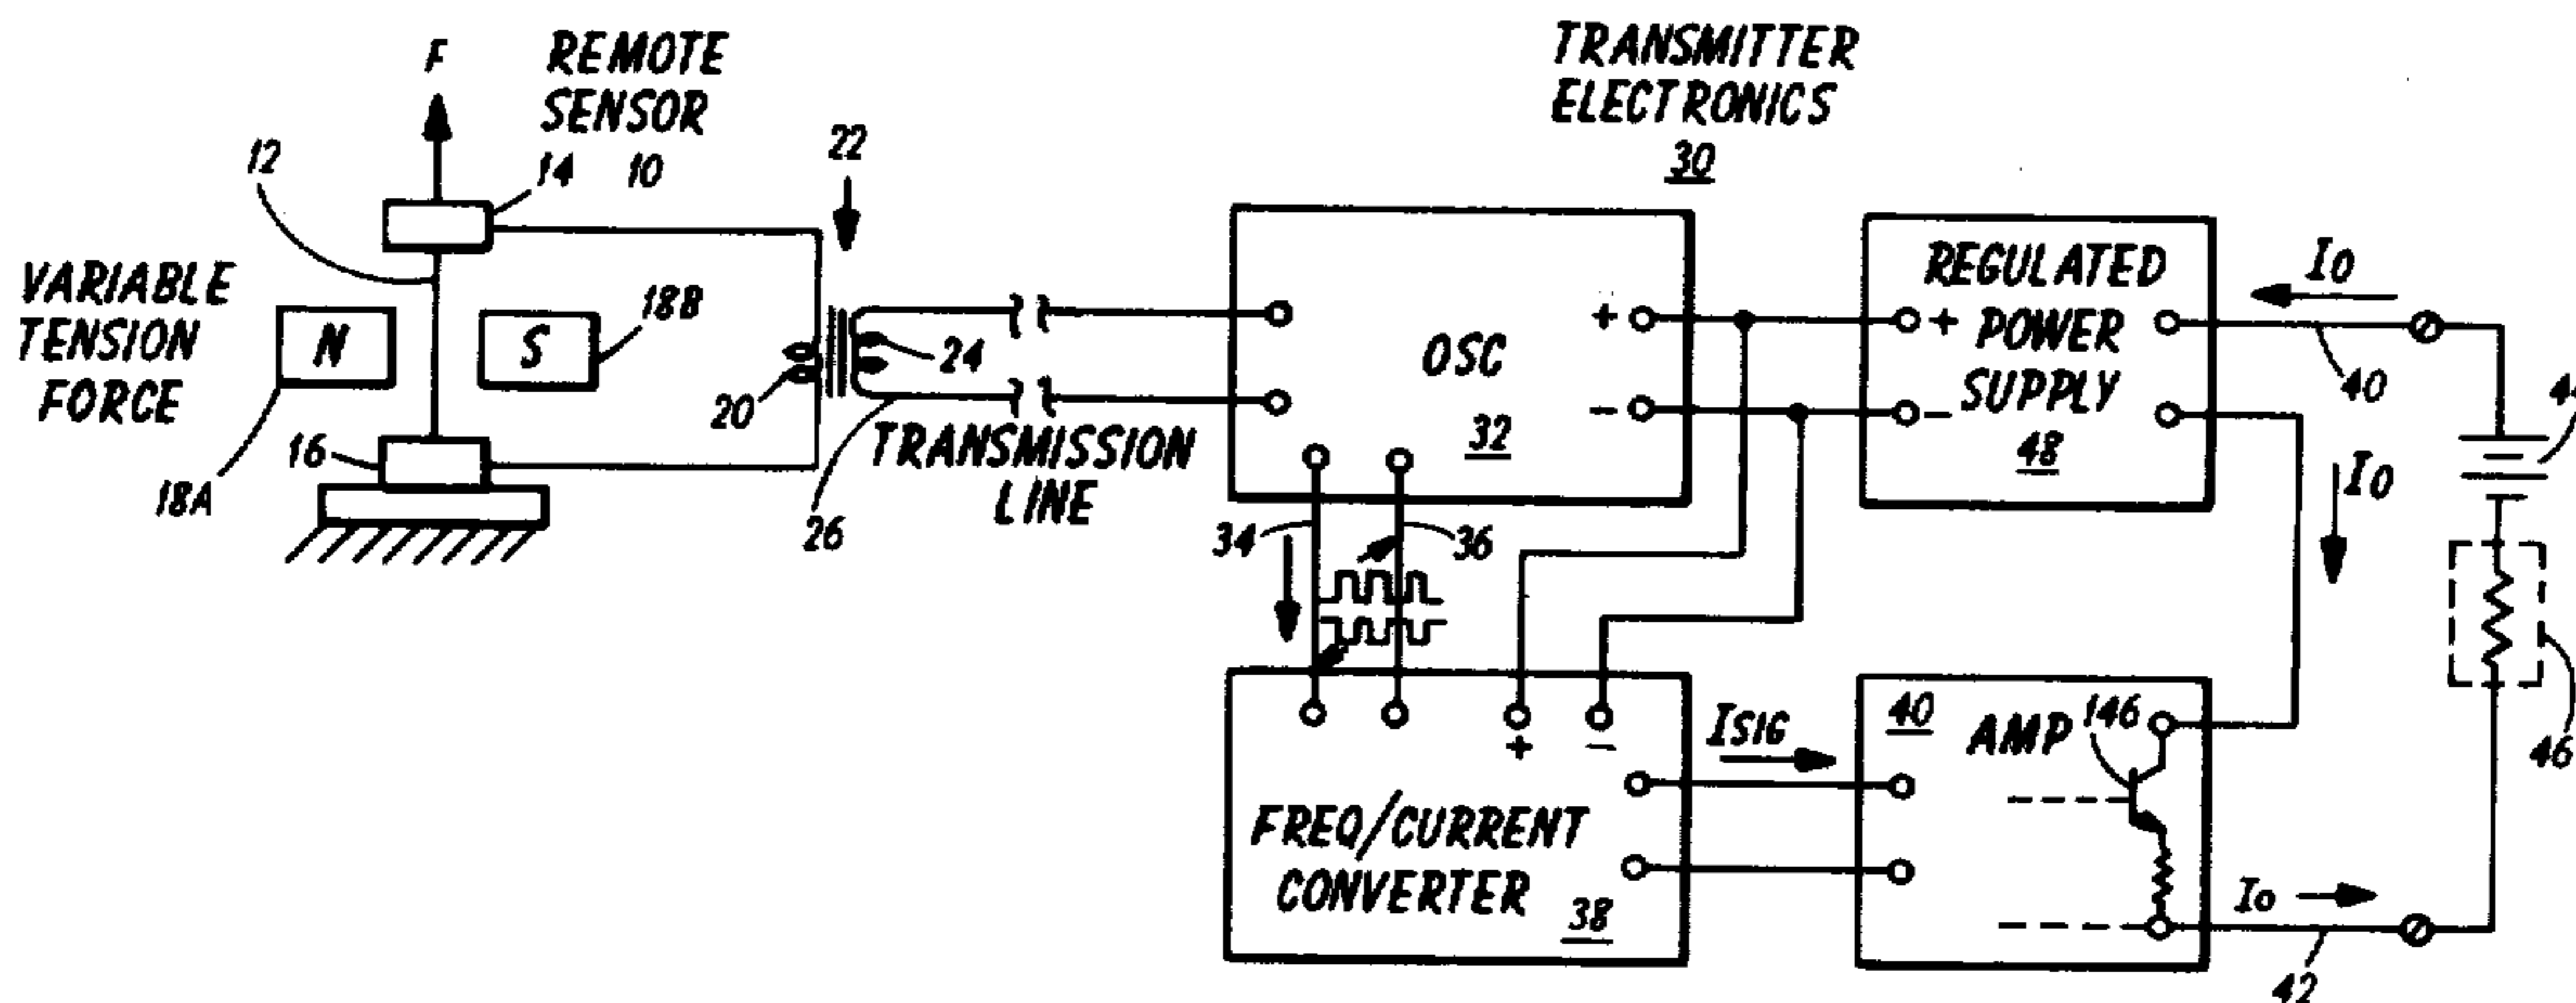 F
REMOTE
SENSOR
10
12
14
22
VARIABLE
TENSION
FORCE
N
S
18B
18A
16
20
24
26
TRANSMISSION
LINE
TRANSMITTER
ELECTRONICS
30
OSC
32
+
-
REGULATED
+ POWER
- SUPPLY
48
Io
40
Io
46
34
36
+ -
FREQ/CURRENT
CONVERTER
38
ISIG
40
AMP
146
Io
42